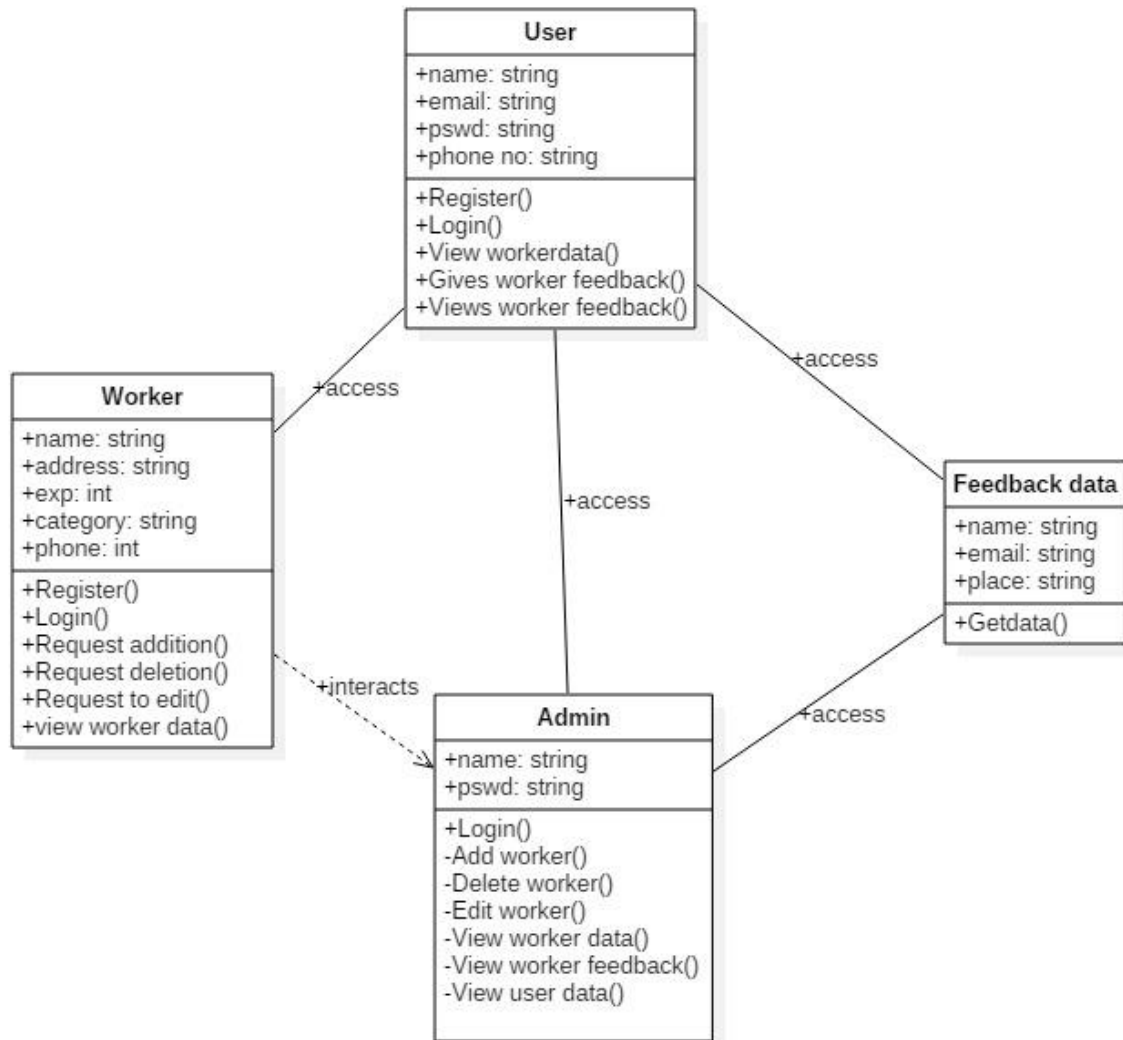 User
+name: string
+email: string
+pswd: string
+phone no: string
+Register()
+Login()
+View workerdata()
+Gives worker feedback()
+Views worker feedback()
+access
+access
+access
Worker
+name: string
+address: string
+exp: int
+category: string
+phone: int
+Register()
+Login()
+Request addition()
+Request deletion()
+Request to edit()
+view worker data()
+interacts
Feedback data
+name: string
+email: string
+place: string
+Getdata()
+access
Admin
+name: string
+pswd: string
+Login()
-Add worker()
-Delete worker()
-Edit worker()
-View worker data()
-View worker feedback()
-View user data()